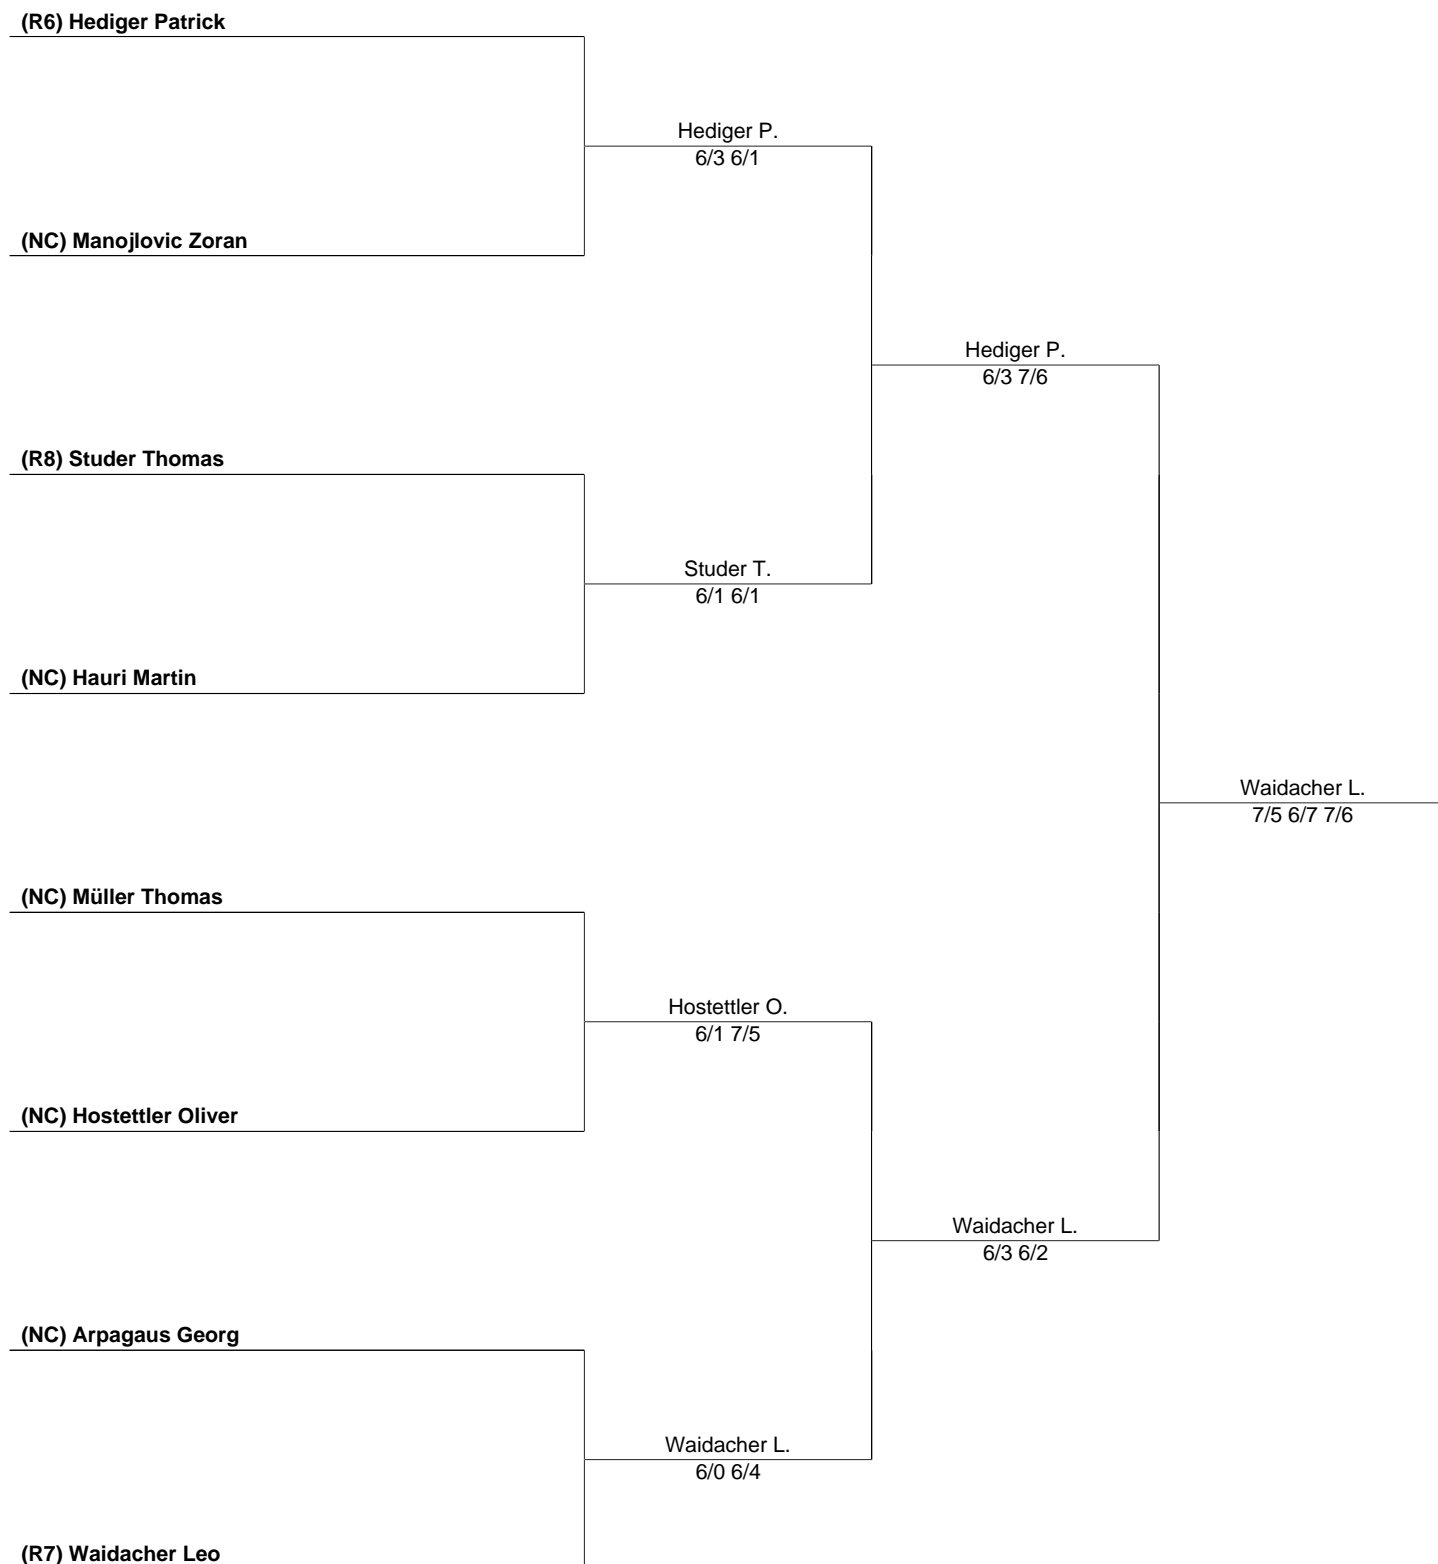 (R6) Hediger Patrick
Hediger P.
6/3 6/1
(NC) Manojlovic Zoran
Hediger P.
6/3 7/6
(R8) Studer Thomas
Studer T.
6/1 6/1
(NC) Hauri Martin
Waidacher L.
7/5 6/7 7/6
(NC) Müller Thomas
Hostettler O.
6/1 7/5
(NC) Hostettler Oliver
Waidacher L.
6/3 6/2
(NC) Arpagaus Georg
Waidacher L.
6/0 6/4
(R7) Waidacher Leo